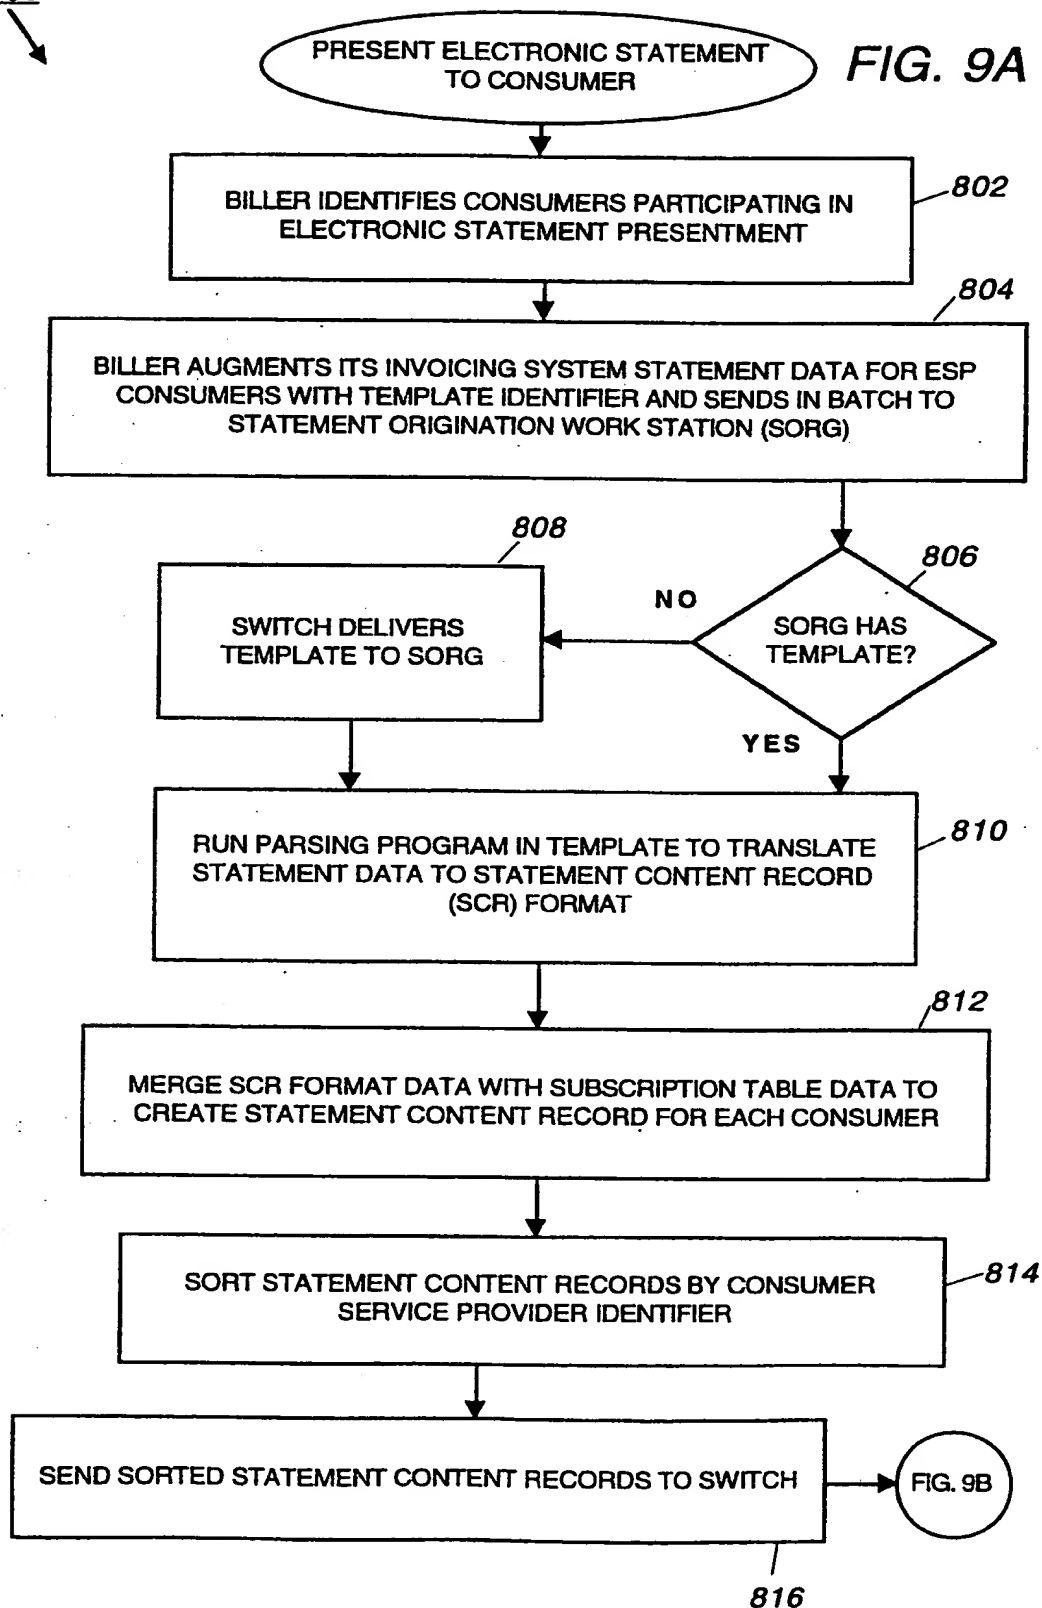 PRESENT ELECTRONIC STATEMENT
TO CONSUMER
FIG. 9A
802
BILLER IDENTIFIES CONSUMERS PARTICIPATING IN
ELECTRONIC STATEMENT PRESENTMENT
804
BILLER AUGMENTS ITS INVOICING SYSTEM STATEMENT DATA FOR ESP
CONSUMERS WITH TEMPLATE IDENTIFIER AND SENDS IN BATCH TO
STATEMENT ORIGINATION WORK STATION (SORG)
808
806
NO
SWITCH DELIVERS
TEMPLATE TO SORG
SORG HAS
TEMPLATE?
YES
810
RUN PARSING PROGRAM IN TEMPLATE TO TRANSLATE
STATEMENT DATA TO STATEMENT CONTENT RECORD
(SCR) FORMAT
812
MERGE SCR FORMAT DATA WITH SUBSCRIPTION TABLE DATA TO
CREATE STATEMENT CONTENT RECORD FOR EACH CONSUMER
814
SORT STATEMENT CONTENT RECORDS BY CONSUMER
SERVICE PROVIDER IDENTIFIER
SEND SORTED STATEMENT CONTENT RECORDS TO SWITCH
FIG. 9B
816